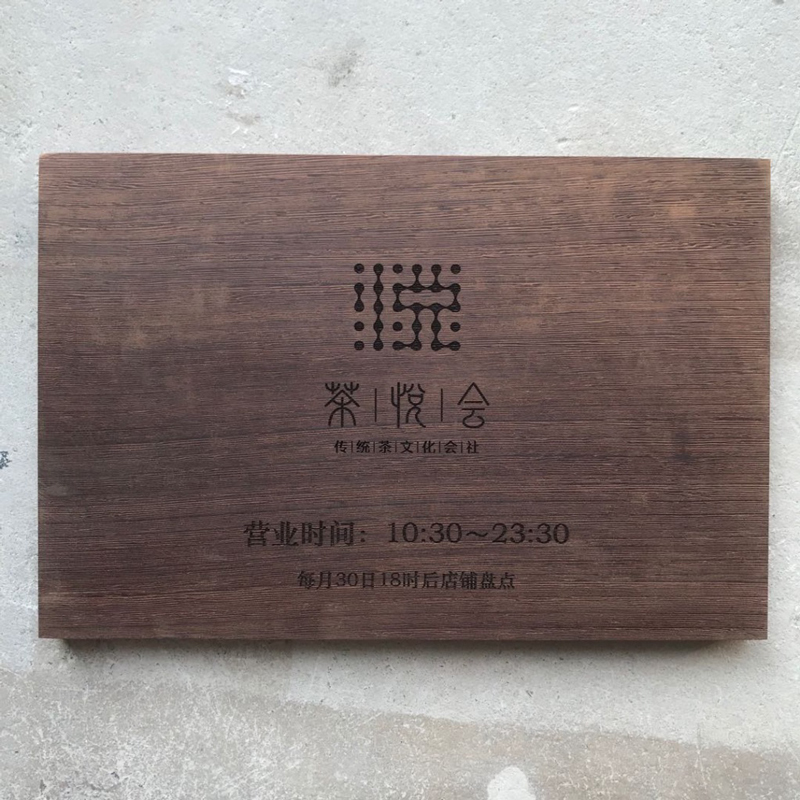 悦
茶|悦|会
传|统|茶|文|化|会|社
营业时间：10:30～23:30
每月30日18时后店铺盘点